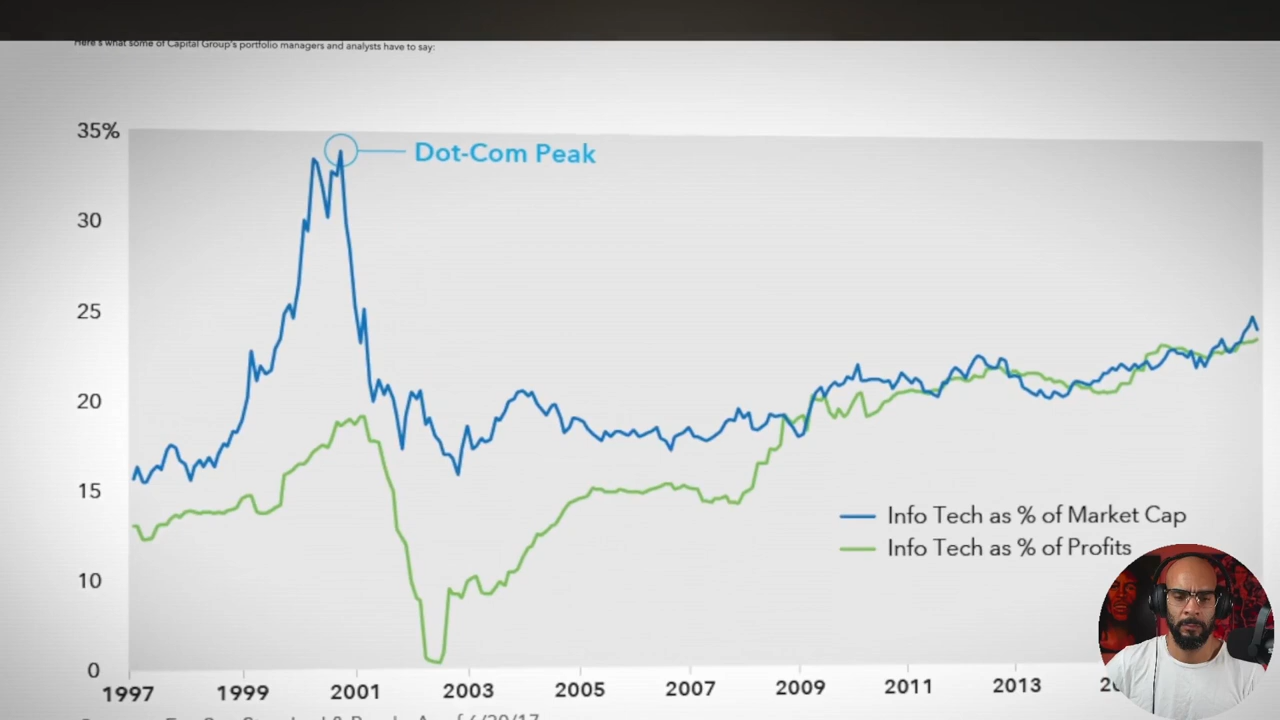 Here's what some of Capital Group's portfolio managers and analysts have to say:
35%
Dot-Com Peak
30
25
20
15
Info Tech as % of Market Cap
Info Tech as % of Profits
10
0
1997 1999 2001 2003 2005 2007 2009 2011 2013